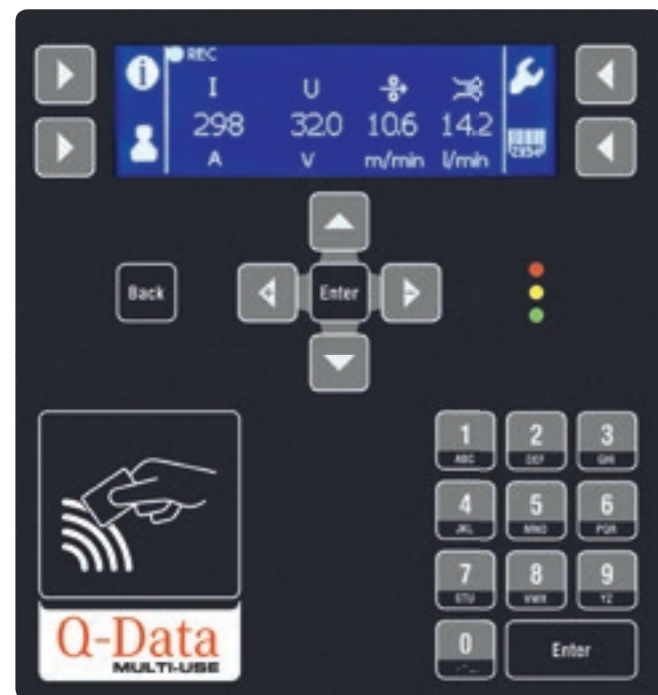 REC
I U
298 32.0 10.6 14.2
A V m/min l/min
Back
Enter
1 2 3
ABC DEF GHI
4 5 6
JKL MNO PQR
7 8 9
STU VWX YZ
0 Enter
Q-Data
MULTI-USE